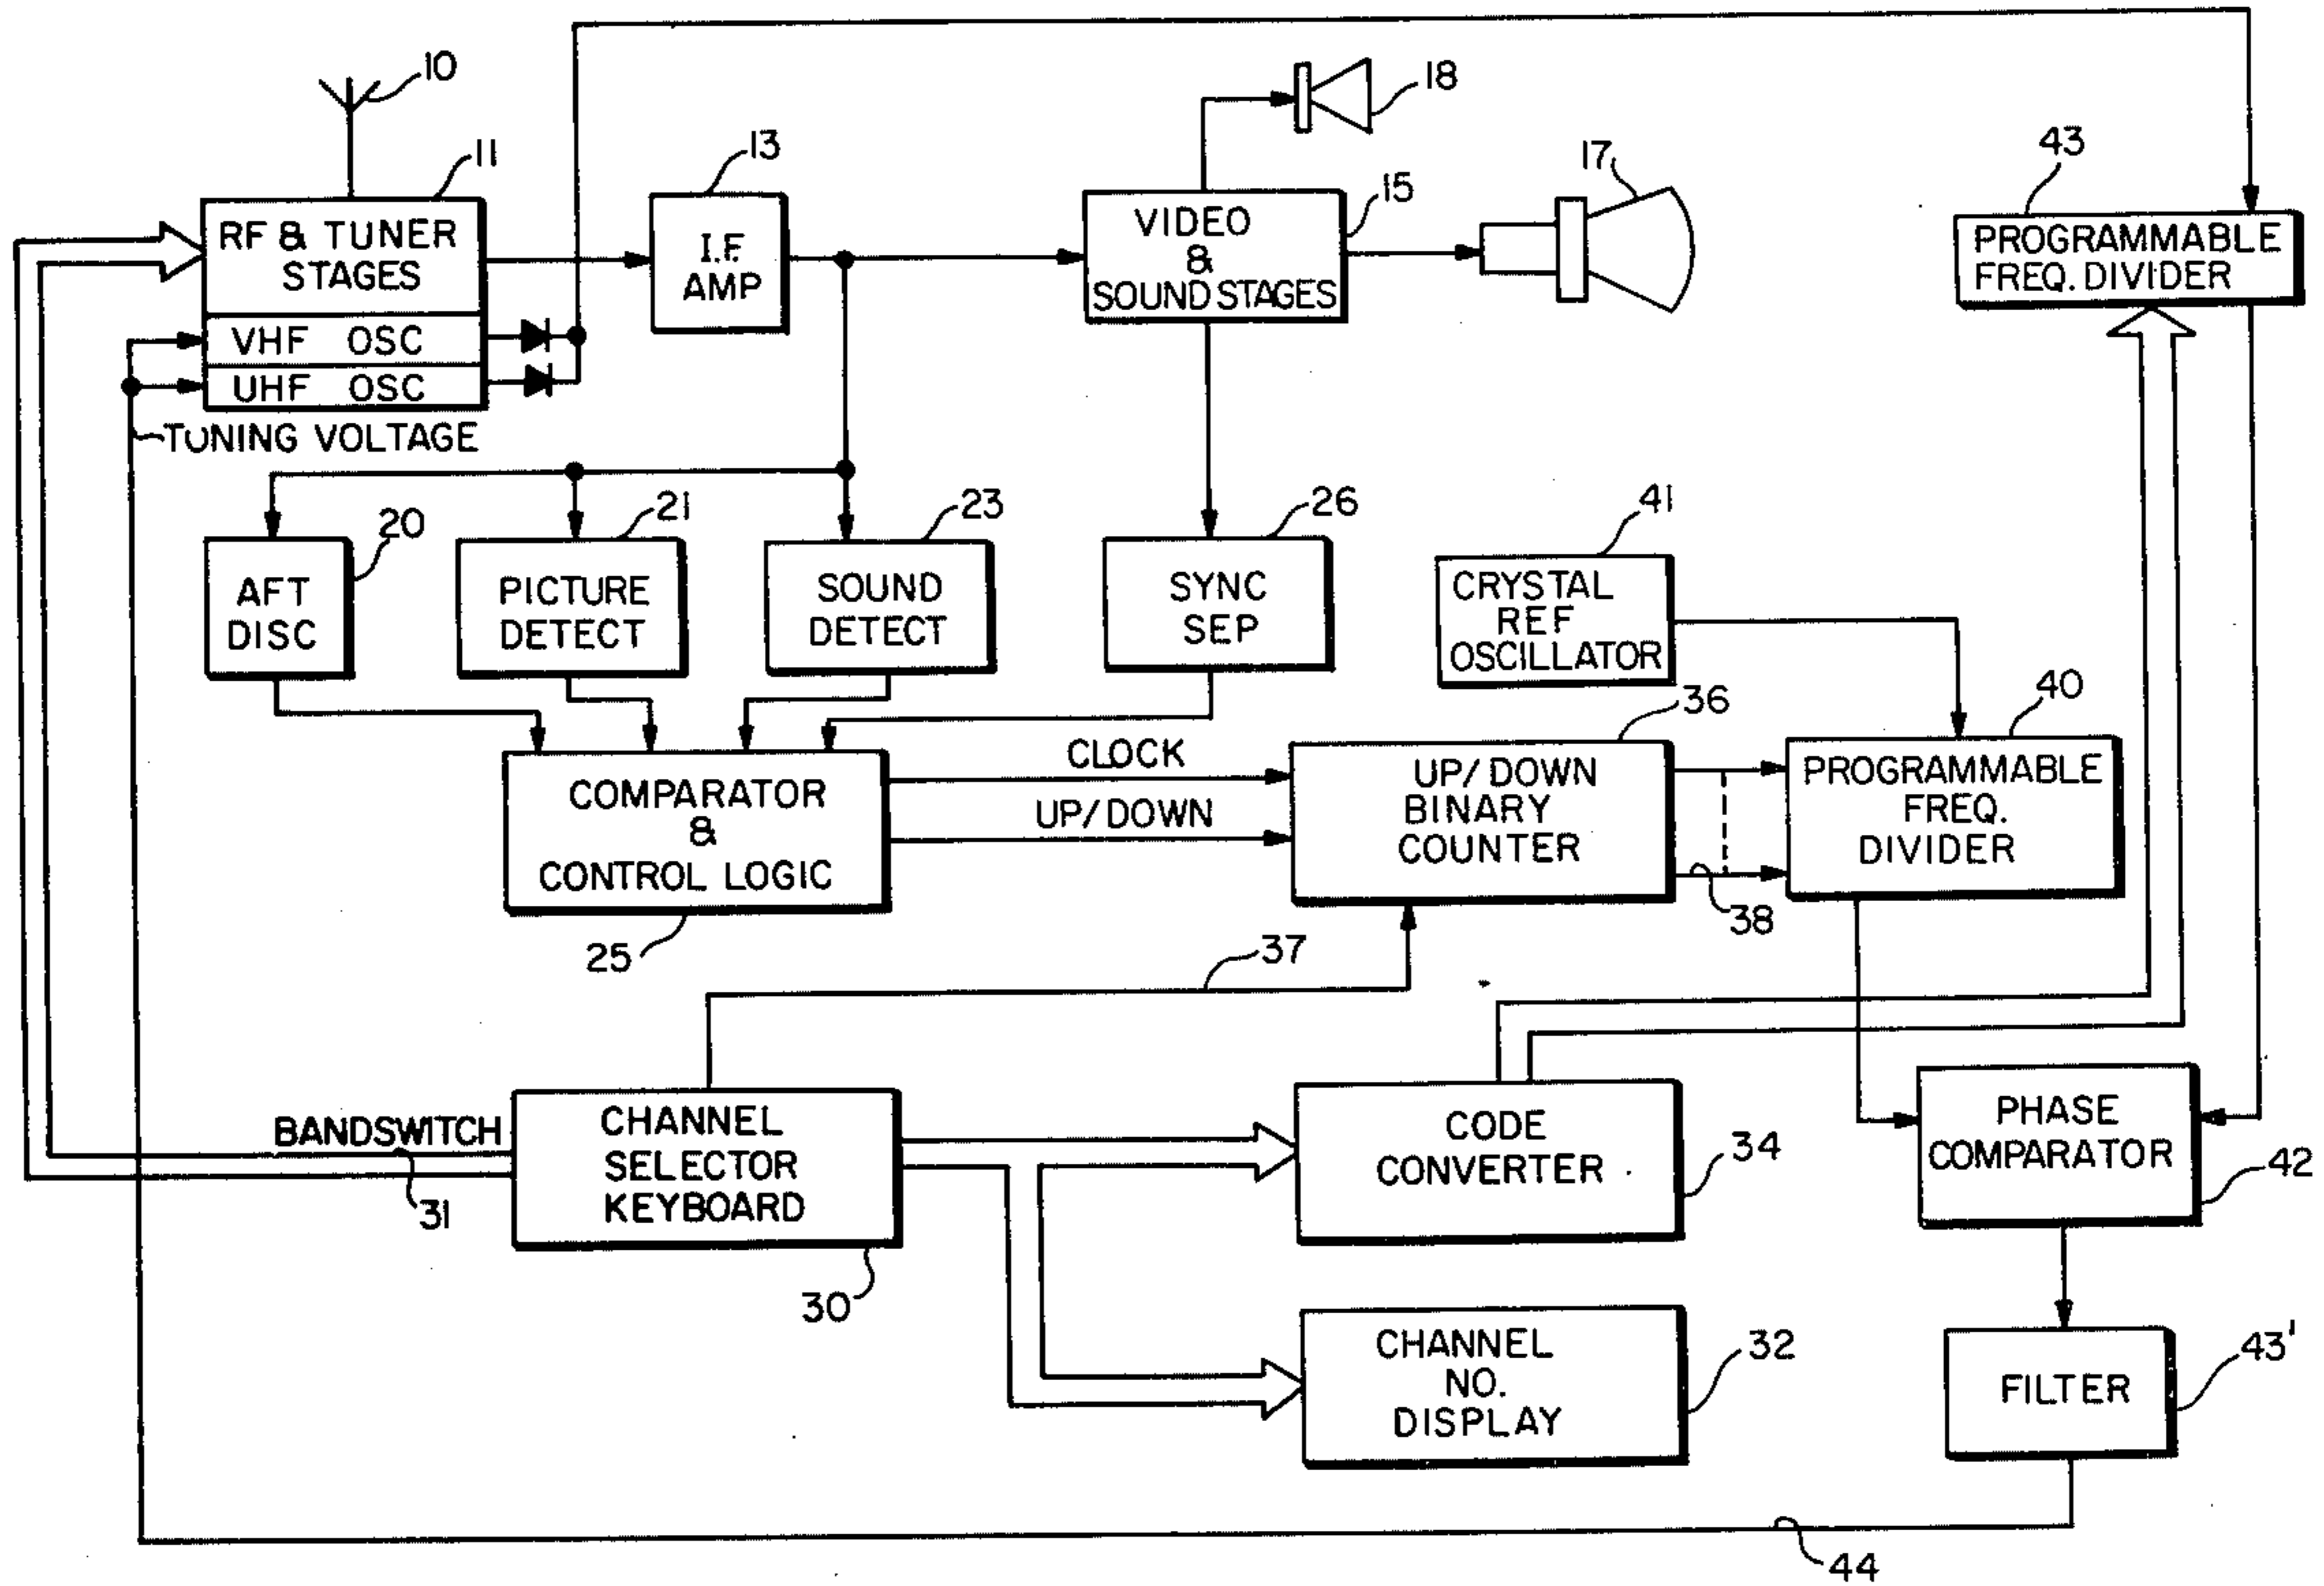 10
18
11
13
17
43
15
RF & TUNER
STAGES
I.F.
AMP
VIDEO
&
SOUND STAGES
PROGRAMMABLE
FREQ. DIVIDER
VHF OSC
UHF OSC
TUNING VOLTAGE
20
21
23
26
41
AFT
DISC
PICTURE
DETECT
SOUND
DETECT
SYNC
SEP
CRYSTAL
REF
OSCILLATOR
36
40
COMPARATOR
&
CONTROL LOGIC
CLOCK
UP/DOWN
UP/DOWN
BINARY
COUNTER
PROGRAMMABLE
FREQ.
DIVIDER
38
25
37
BANDSWITCH
31
CHANNEL
SELECTOR
KEYBOARD
30
CODE
CONVERTER
34
PHASE
COMPARATOR
42
CHANNEL
NO.
DISPLAY
32
FILTER
43'
44